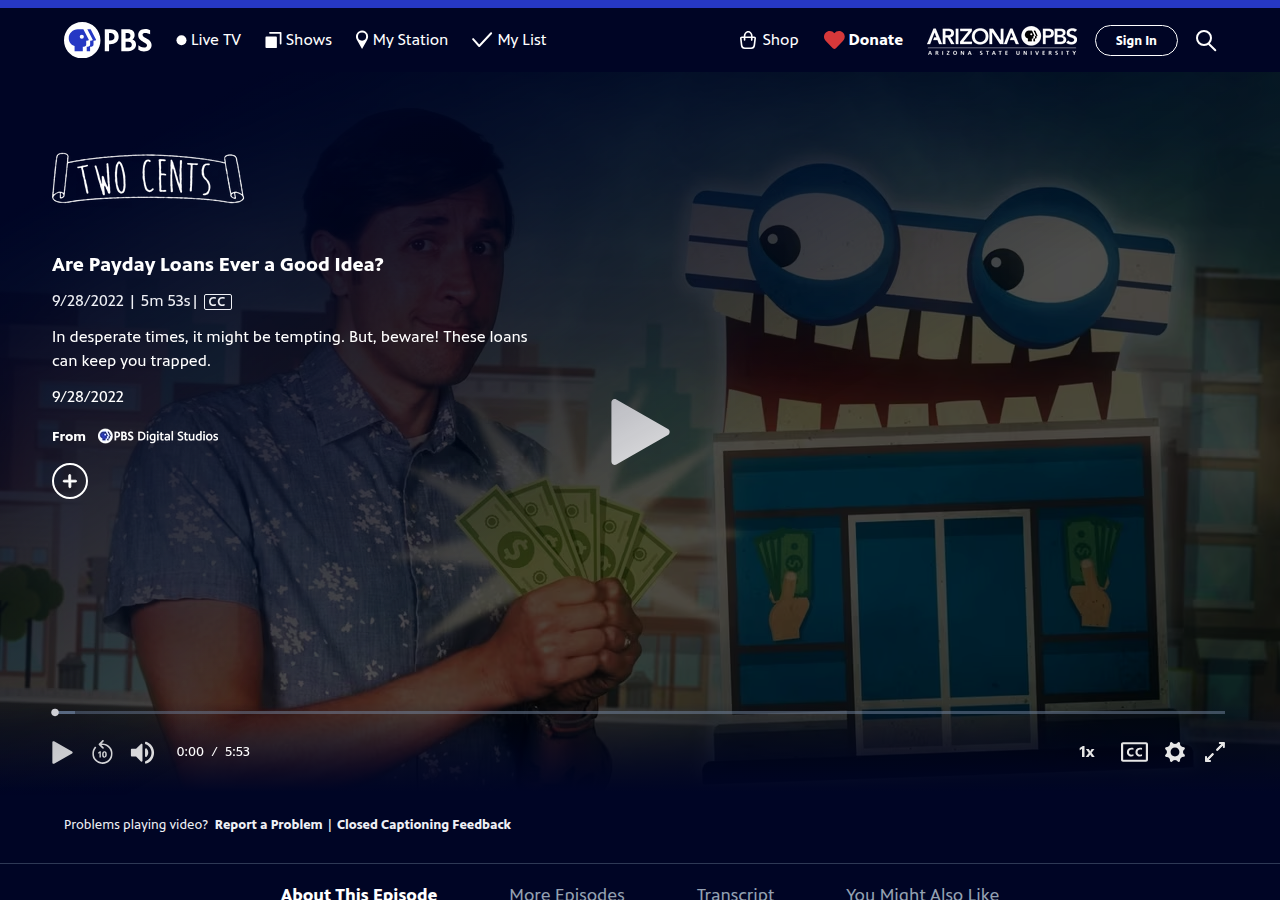 PBS Live TV Shows My Station My List Shop Donate ARIZONA PBS Sign In
ARIZONA STATE UNIVERSITY
TWO CENTS
Are Payday Loans Ever a Good Idea?
9/28/2022 | 5m 53s | CC
In desperate times, it might be tempting. But, beware! These loans
can keep you trapped.
9/28/2022
From PBS Digital Studios
10 0:00 / 5:53 1x CC
Problems playing video? Report a Problem | Closed Captioning Feedback
About This Episode More Episodes Transcript You Might Also Like